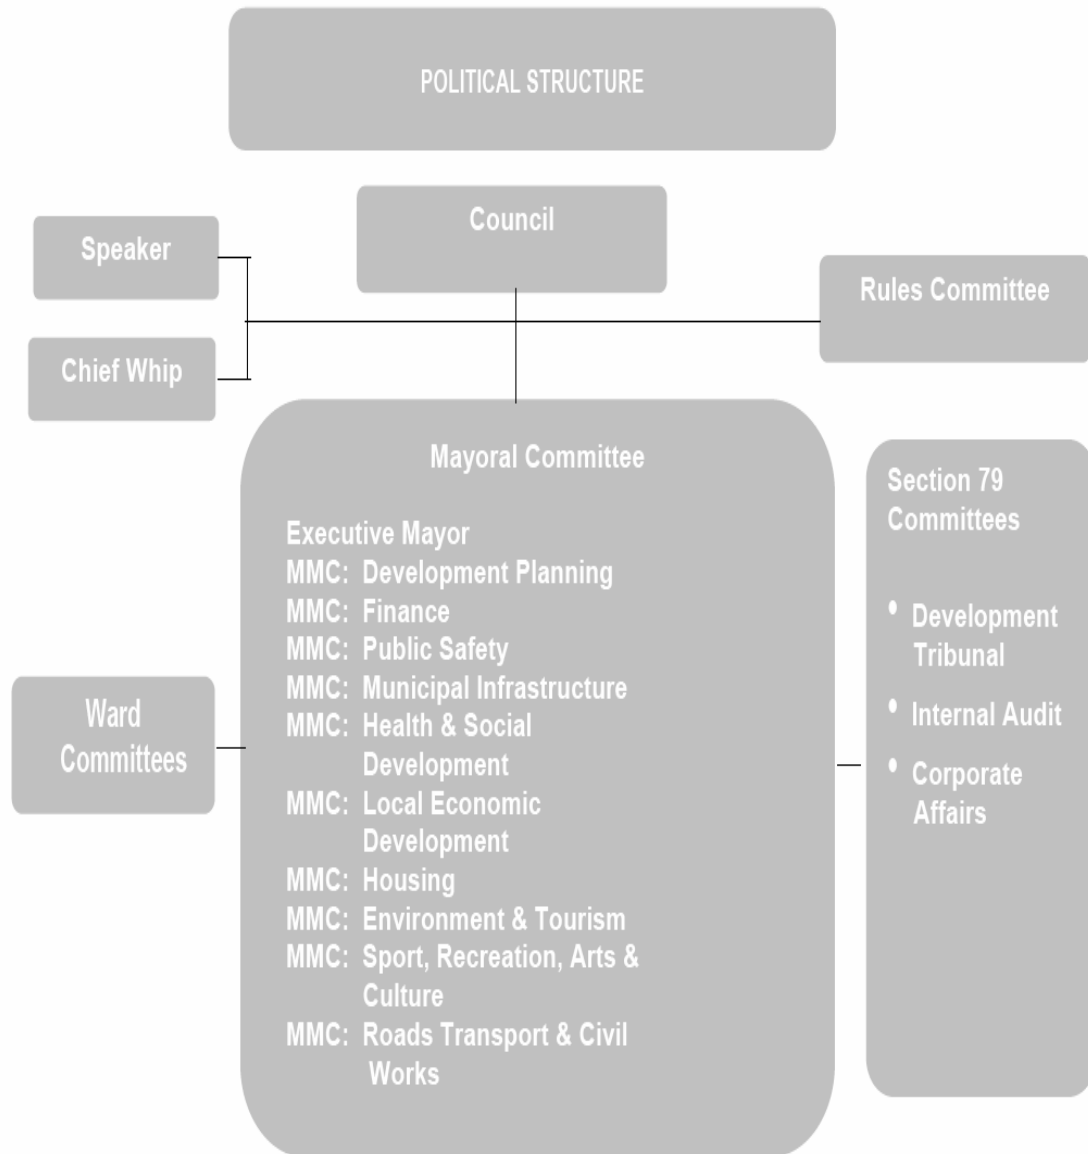 POLITICAL STRUCTURE
Council
Speaker
Rules Committee
Chief Whip
Mayoral Committee
Executive Mayor
MMC: Development Planning
MMC: Finance
MMC: Public Safety
MMC: Municipal Infrastructure
MMC: Health & Social
Development
MMC: Local Economic
Development
MMC: Housing
MMC: Environment & Tourism
MMC: Sport, Recreation, Arts &
Culture
MMC: Roads Transport & Civil
Works
Section 79
Committees
• Development
Tribunal
• Internal Audit
• Corporate
Affairs
Ward
Committees